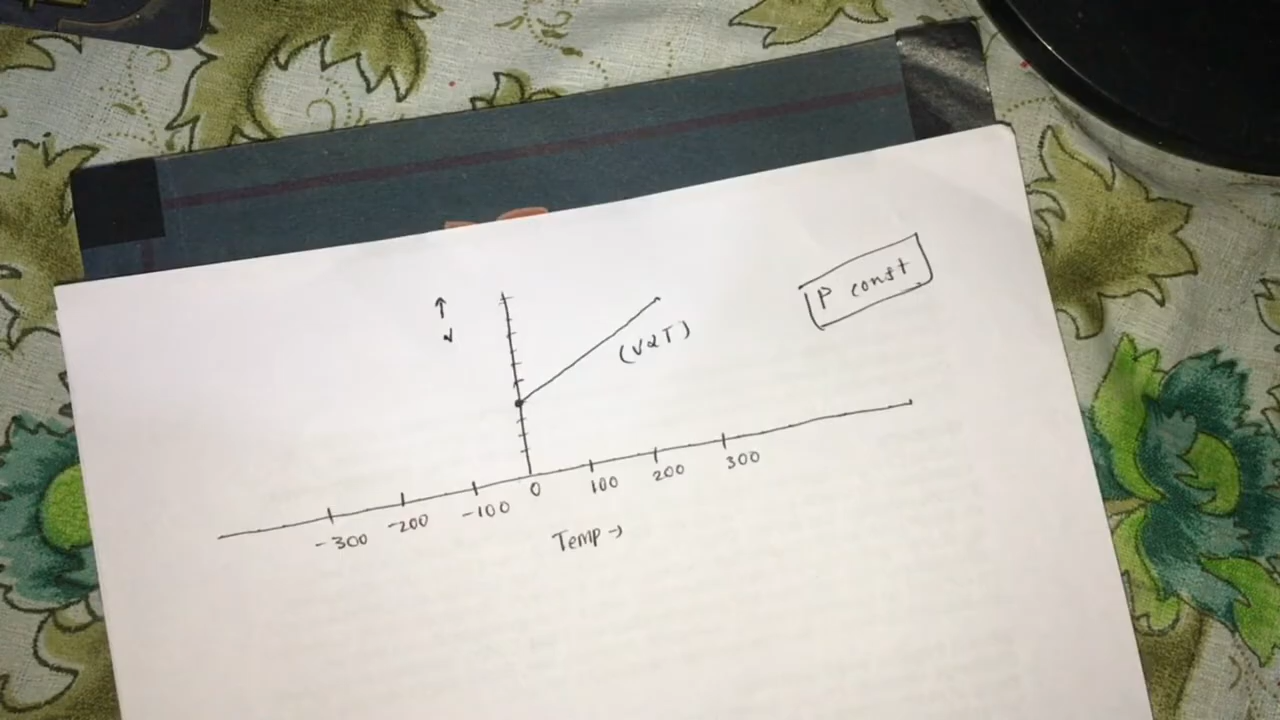 P const
↑
V
(V∝T)
-300 -200 -100 0 100 200 300
Temp →